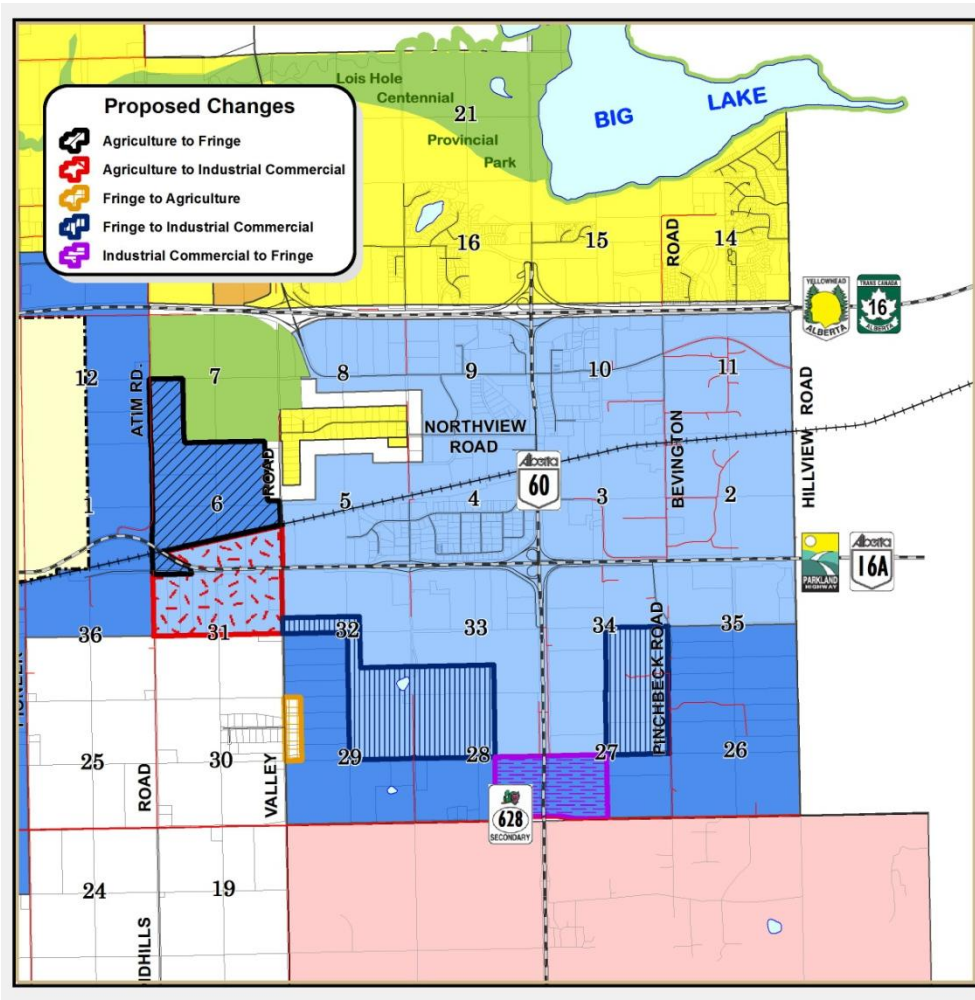 Lois Hole
Centennial
21
Provincial
Park
BIG LAKE
Proposed Changes
Agriculture to Fringe
Agriculture to Industrial Commercial
Fringe to Agriculture
Fringe to Industrial Commercial
Industrial Commercial to Fringe
16
15
14
ROAD
YELLOWHEAD
ALBERTA
TRANS CANADA
16
ALBERTA
12
7
8
9
10
11
ATIM RD.
HILLVIEW ROAD
NORTHVIEW
ROAD
BEVINGTON
ROAD
Alberta
60
1
6
5
4
3
2
PARKLAND
HIGHWAY
Alberta
16A
36
31
32
33
34
35
PINCHBECK ROAD
25
30
29
28
27
26
ROAD
VALLEY
628
SECONDARY
24
19
IDHILLS